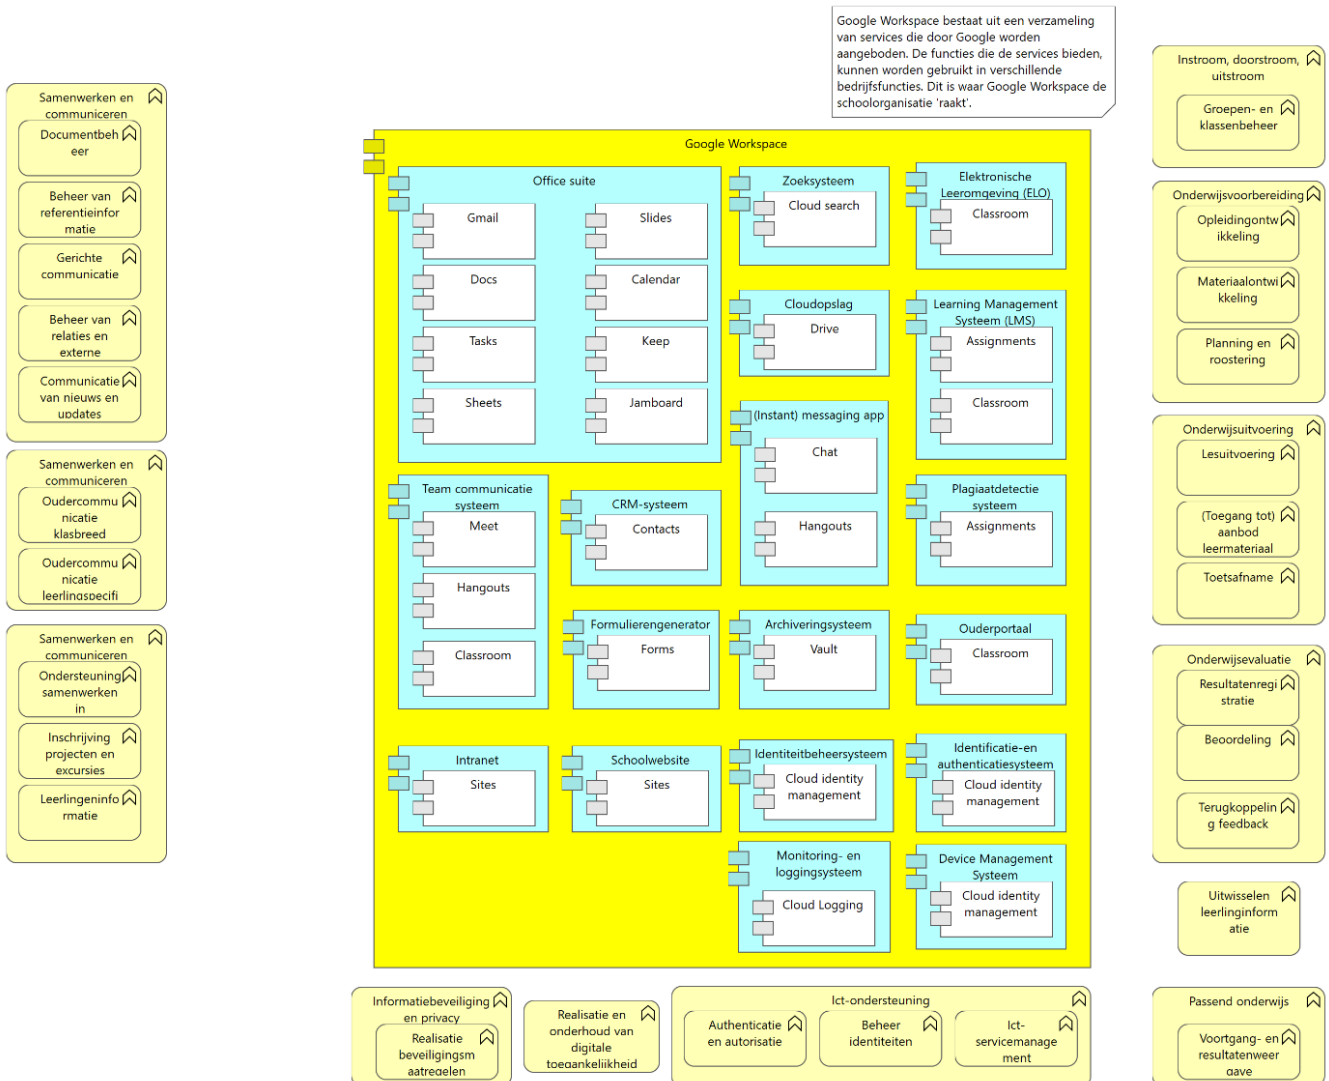 Google Workspace bestaat uit een verzameling
van services die door Google worden
aangeboden. De functies die de services bieden,
kunnen worden gebruikt in verschillende
bedrijfsfuncties. Dit is waar Google Workspace de
schoolorganisatie 'raakt'.
Samenwerken en
communiceren
Documentbeh
eer
Beheer van
referentieinfor
matie
Gerichte
communicatie
Beheer van
relaties en
externe
Communicatie
van nieuws en
updates
Samenwerken en
communiceren
Oudercommu
nicatie
klasbreed
Oudercommu
nicatie
leerlingspecifi
Samenwerken en
communiceren
Ondersteuning
samenwerken
in
Inschrijving
projecten en
excursies
Leerlingeninfo
rmatie
Google Workspace
Office suite
Gmail
Slides
Docs
Calendar
Tasks
Keep
Sheets
Jamboard
Zoeksysteem
Cloud search
Elektronische
Leeromgeving (ELO)
Classroom
Cloudopslag
Drive
Learning Management
Systeem (LMS)
Assignments
Classroom
(Instant) messaging app
Chat
Hangouts
Team communicatie
systeem
Meet
Hangouts
Classroom
CRM-systeem
Contacts
Plagiaatdetectie
systeem
Assignments
Formulierengenerator
Forms
Archiveringsysteem
Vault
Ouderportaal
Classroom
Intranet
Sites
Schoolwebsite
Sites
Identiteitbeheersysteem
Cloud identity
management
Identificatie-en
authenticatiesysteem
Cloud identity
management
Monitoring- en
loggingsysteem
Cloud Logging
Device Management
Systeem
Cloud identity
management
Instroom, doorstroom,
uitstroom
Groepen- en
klassenbeheer
Onderwijsvoorbereiding
Opleidingontw
ikkeling
Materiaalontwi
kkeling
Planning en
roostering
Onderwijsuitvoering
Lesuitvoering
(Toegang tot)
aanbod
leermateriaal
Toetsafname
Onderwijsevaluatie
Resultatenregi
stratie
Beoordeling
Terugkoppelin
g feedback
Uitwisselen
leerlinginform
atie
Informatiebeveiliging
en privacy
Realisatie
beveiligingsm
aatregelen
Realisatie en
onderhoud van
digitale
toegankelijkheid
Ict-ondersteuning
Authenticatie
en autorisatie
Beheer
identiteiten
Ict-
servicemanage
ment
Passend onderwijs
Voortgang- en
resultatenweer
gave